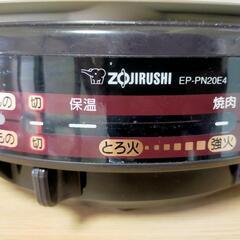 ZOJIRUSHI EP-PN20E4
の 切 保温 焼肉
もの 切 とろ火 強火